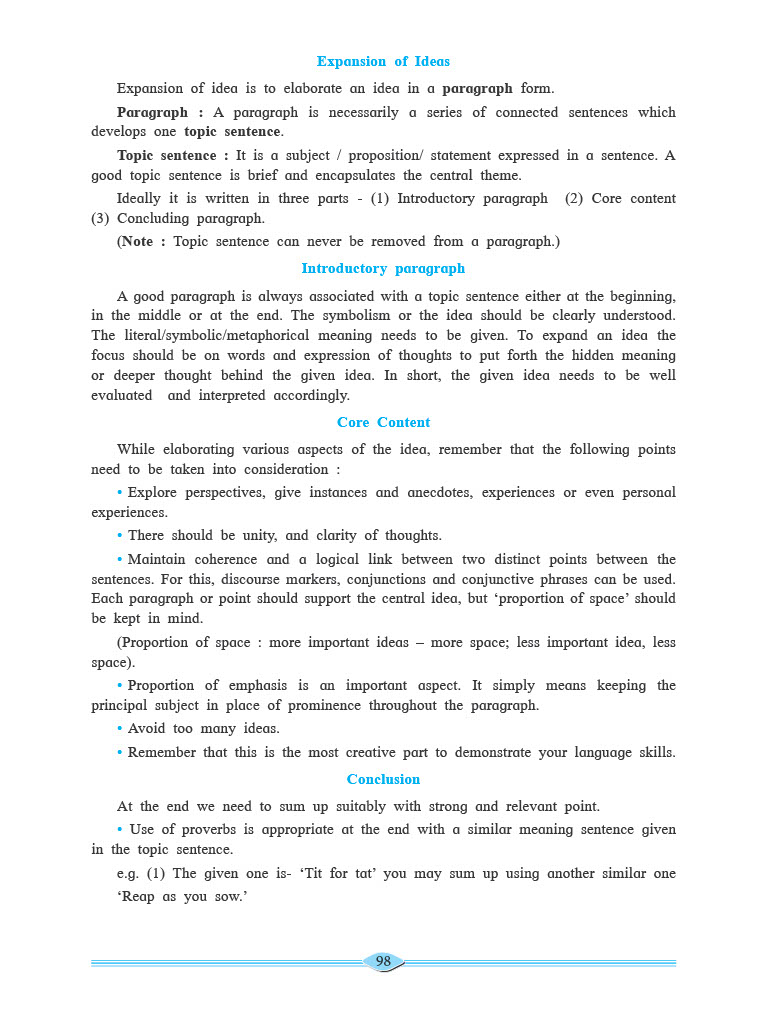 Expansion of Ideas
Expansion of idea is to elaborate an idea in a paragraph form.
Paragraph : A paragraph is necessarily a series of connected sentences which
develops one topic sentence.
Topic sentence : It is a subject / proposition/ statement expressed in a sentence. A
good topic sentence is brief and encapsulates the central theme.
Ideally it is written in three parts - (1) Introductory paragraph (2) Core content
(3) Concluding paragraph.
(Note : Topic sentence can never be removed from a paragraph.)
Introductory paragraph
A good paragraph is always associated with a topic sentence either at the beginning,
in the middle or at the end. The symbolism or the idea should be clearly understood.
The literal/symbolic/metaphorical meaning needs to be given. To expand an idea the
focus should be on words and expression of thoughts to put forth the hidden meaning
or deeper thought behind the given idea. In short, the given idea needs to be well
evaluated and interpreted accordingly.
Core Content
While elaborating various aspects of the idea, remember that the following points
need to be taken into consideration :
• Explore perspectives, give instances and anecdotes, experiences or even personal
experiences.
• There should be unity, and clarity of thoughts.
• Maintain coherence and a logical link between two distinct points between the
sentences. For this, discourse markers, conjunctions and conjunctive phrases can be used.
Each paragraph or point should support the central idea, but ‘proportion of space’ should
be kept in mind.
(Proportion of space : more important ideas – more space; less important idea, less
space).
• Proportion of emphasis is an important aspect. It simply means keeping the
principal subject in place of prominence throughout the paragraph.
• Avoid too many ideas.
• Remember that this is the most creative part to demonstrate your language skills.
Conclusion
At the end we need to sum up suitably with strong and relevant point.
• Use of proverbs is appropriate at the end with a similar meaning sentence given
in the topic sentence.
e.g. (1) The given one is- ‘Tit for tat’ you may sum up using another similar one
‘Reap as you sow.’
98